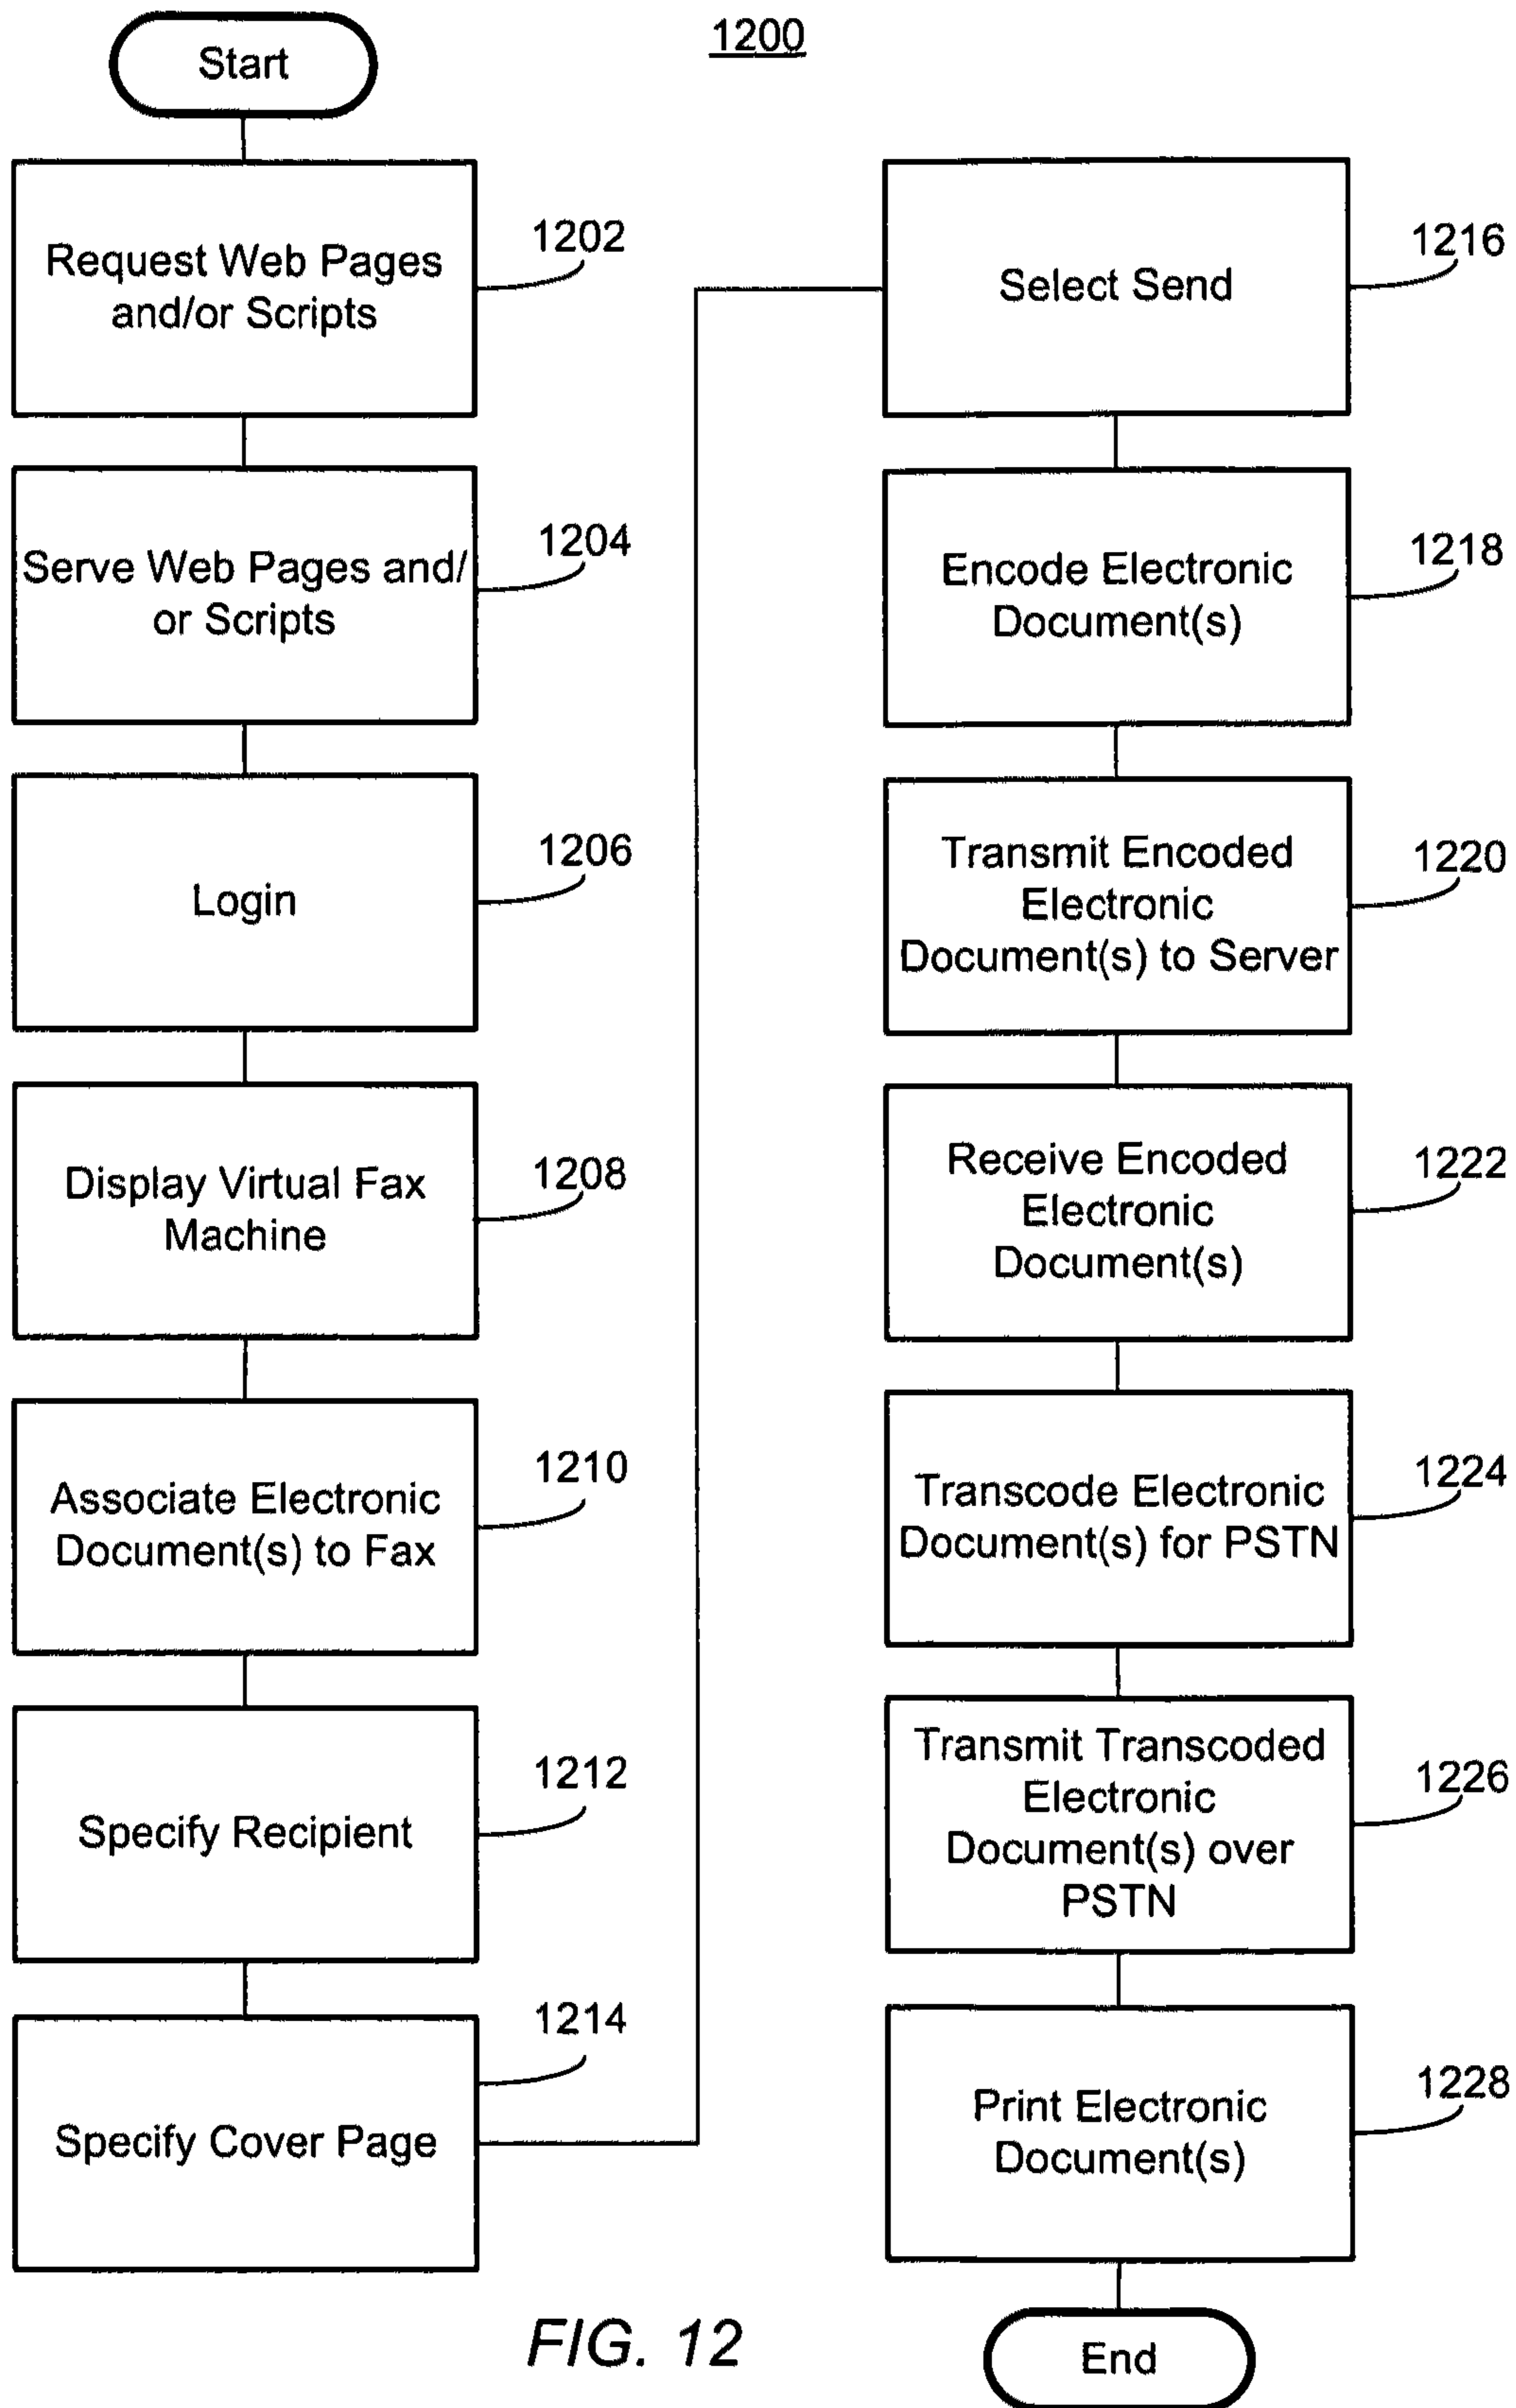 1200
Start
Request Web Pages
and/or Scripts
1202
Serve Web Pages and/
or Scripts
1204
Login
1206
Display Virtual Fax
Machine
1208
Associate Electronic
Document(s) to Fax
1210
Specify Recipient
1212
Specify Cover Page
1214
Select Send
1216
Encode Electronic
Document(s)
1218
Transmit Encoded
Electronic
Document(s) to Server
1220
Receive Encoded
Electronic
Document(s)
1222
Transcode Electronic
Document(s) for PSTN
1224
Transmit Transcoded
Electronic
Document(s) over
PSTN
1226
Print Electronic
Document(s)
1228
End
FIG. 12